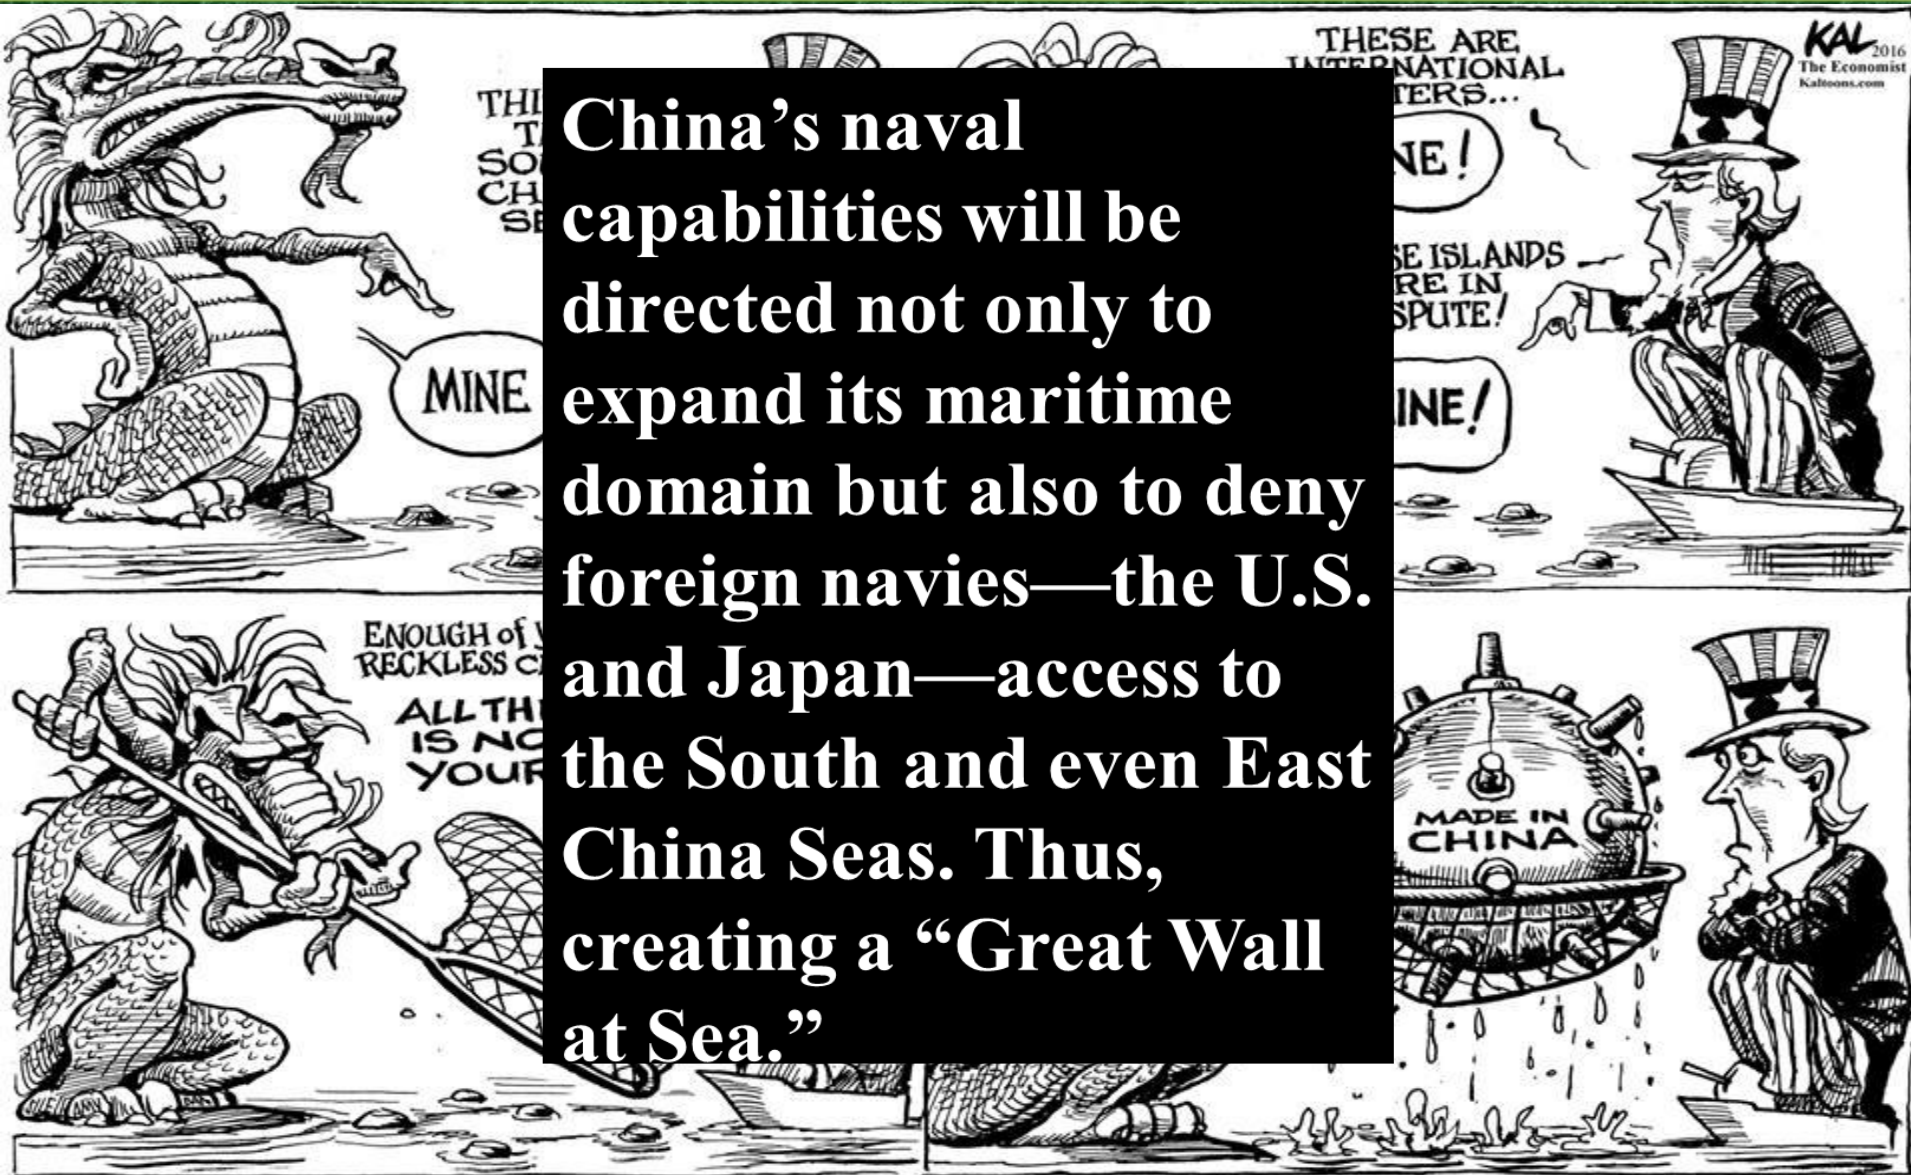 THESE ARE
INTERNATIONAL
TERS...
NE!
SE ISLANDS
RE IN
SPUTE!
INE!
KAL
2016
The Economist
Kaltoons.com
MINE
China’s naval
capabilities will be
directed not only to
expand its maritime
domain but also to deny
foreign navies—the U.S.
and Japan—access to
the South and even East
China Seas. Thus,
creating a “Great Wall
at Sea.”
ENOUGH of
RECKLESS
ALL
IS
MADE IN
CHINA